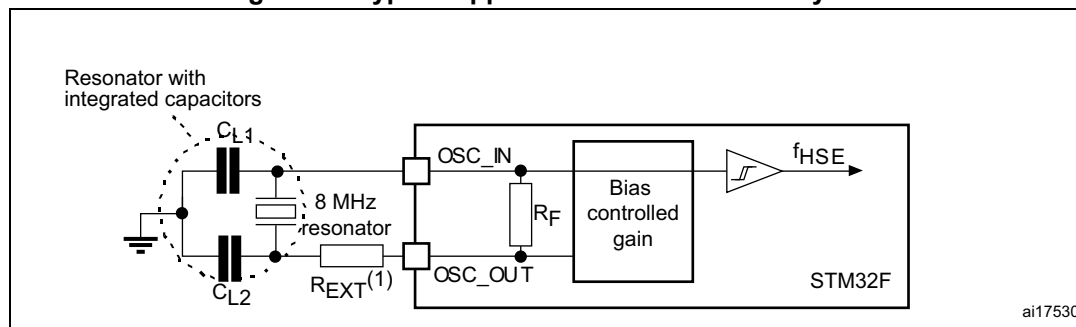 Resonator with
integrated capacitors
CL1
OSC_IN
fHSE
8 MHz
resonator
RF
Bias
controlled
gain
REXT(1)
OSC_OUT
CL2
STM32F
ai17530